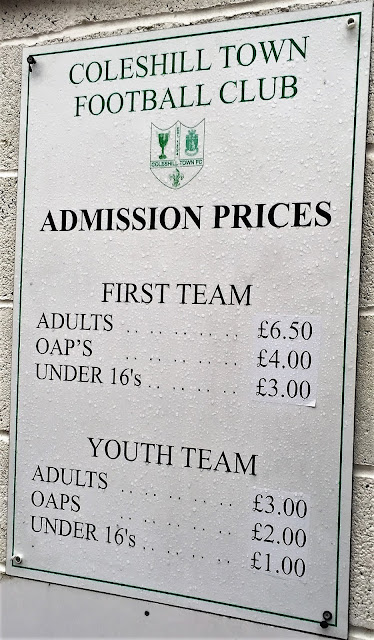 COLESHILL TOWN
FOOTBALL CLUB
COLESHILL TOWN FC
ADMISSION PRICES
FIRST TEAM
ADULTS .. .. .. .. .. £6.50
OAP'S .. .. .. .. .. £4.00
UNDER 16's .. .. .. .. £3.00
YOUTH TEAM
ADULTS .. .. .. .. .. £3.00
OAPS .. .. .. .. .. £2.00
UNDER 16's .. .. .. .. £1.00